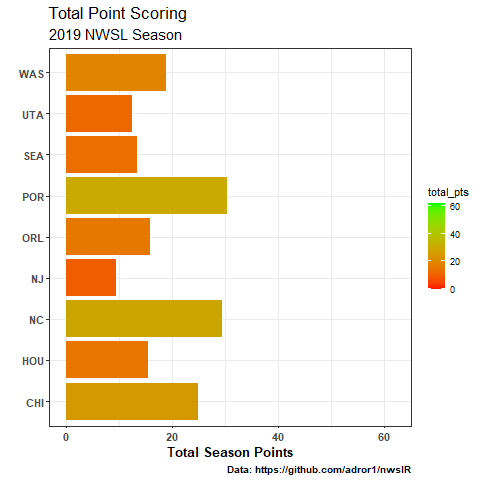 Total Point Scoring
2019 NWSL Season
WAS
UTA
SEA
POR
ORL
NJ
NC
HOU
CHI
0 20 40 60
Total Season Points
total_pts
60
40
20
0
Data: https://github.com/adror1/nwslR